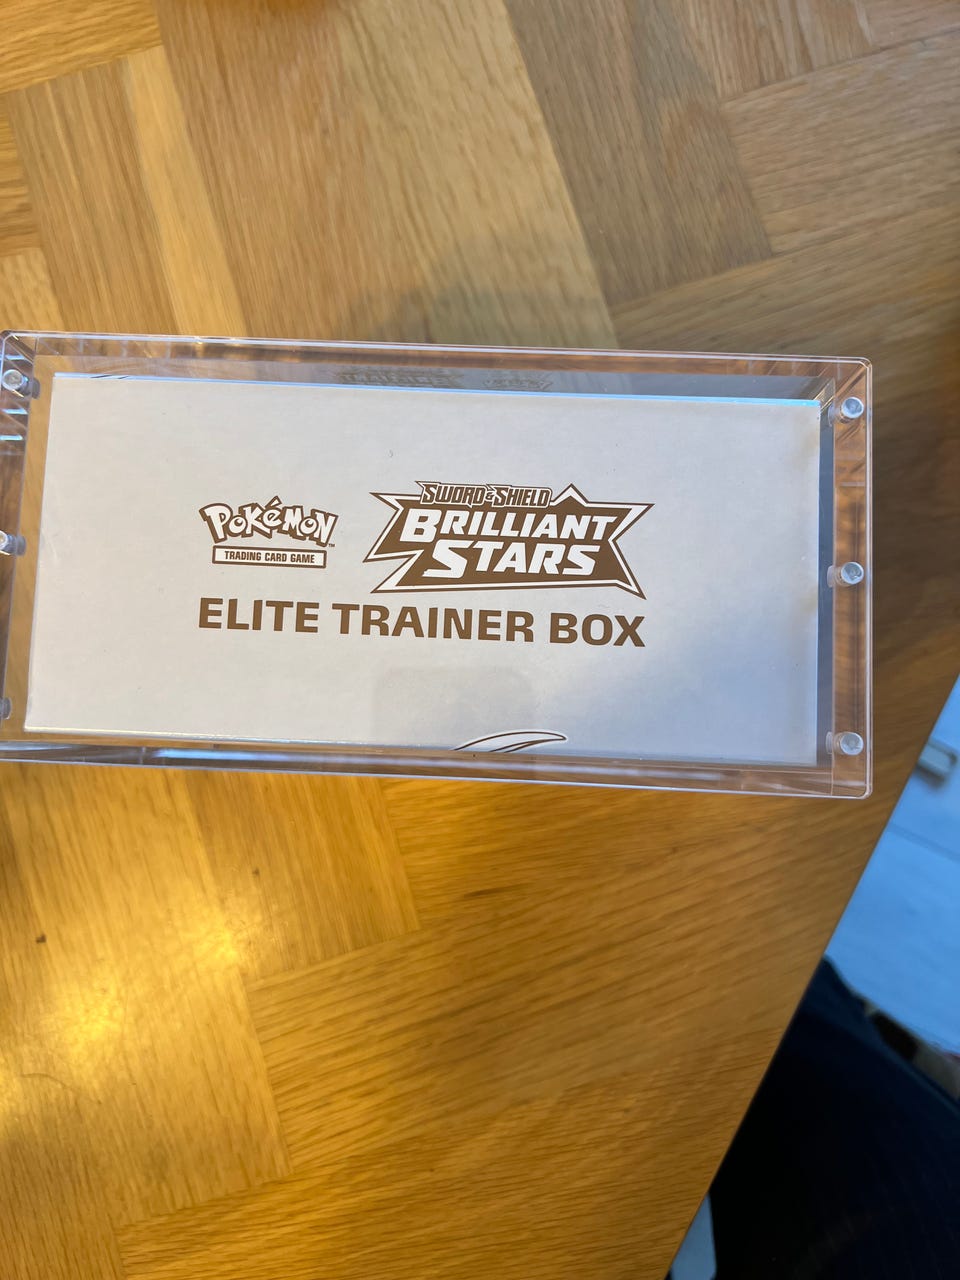 POKéMON
TRADING CARD GAME
SWORD & SHIELD
BRILLIANT
STARS
ELITE TRAINER BOX